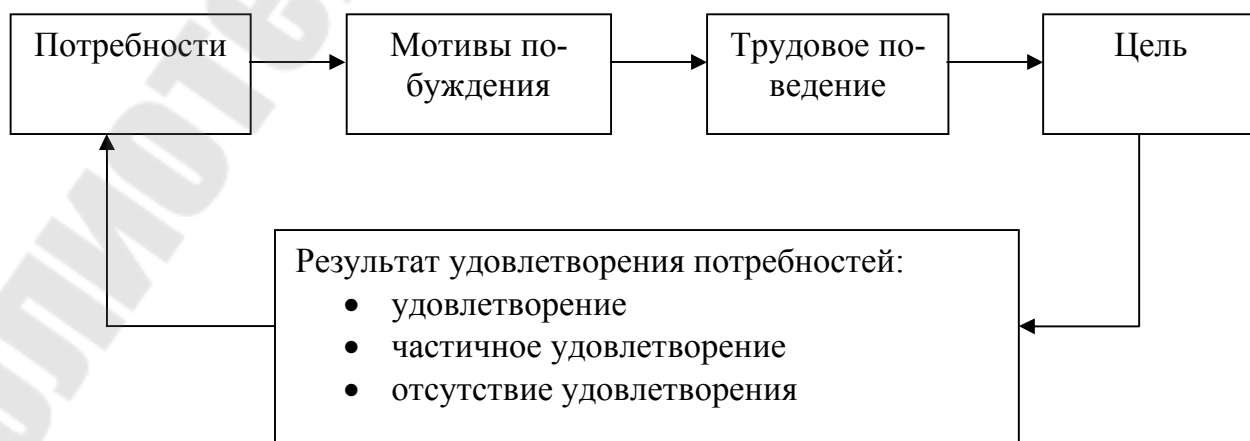 Потребности
Мотивы по-
буждения
Трудовое по-
ведение
Цель
Результат удовлетворения потребностей:
• удовлетворение
• частичное удовлетворение
• отсутствие удовлетворения